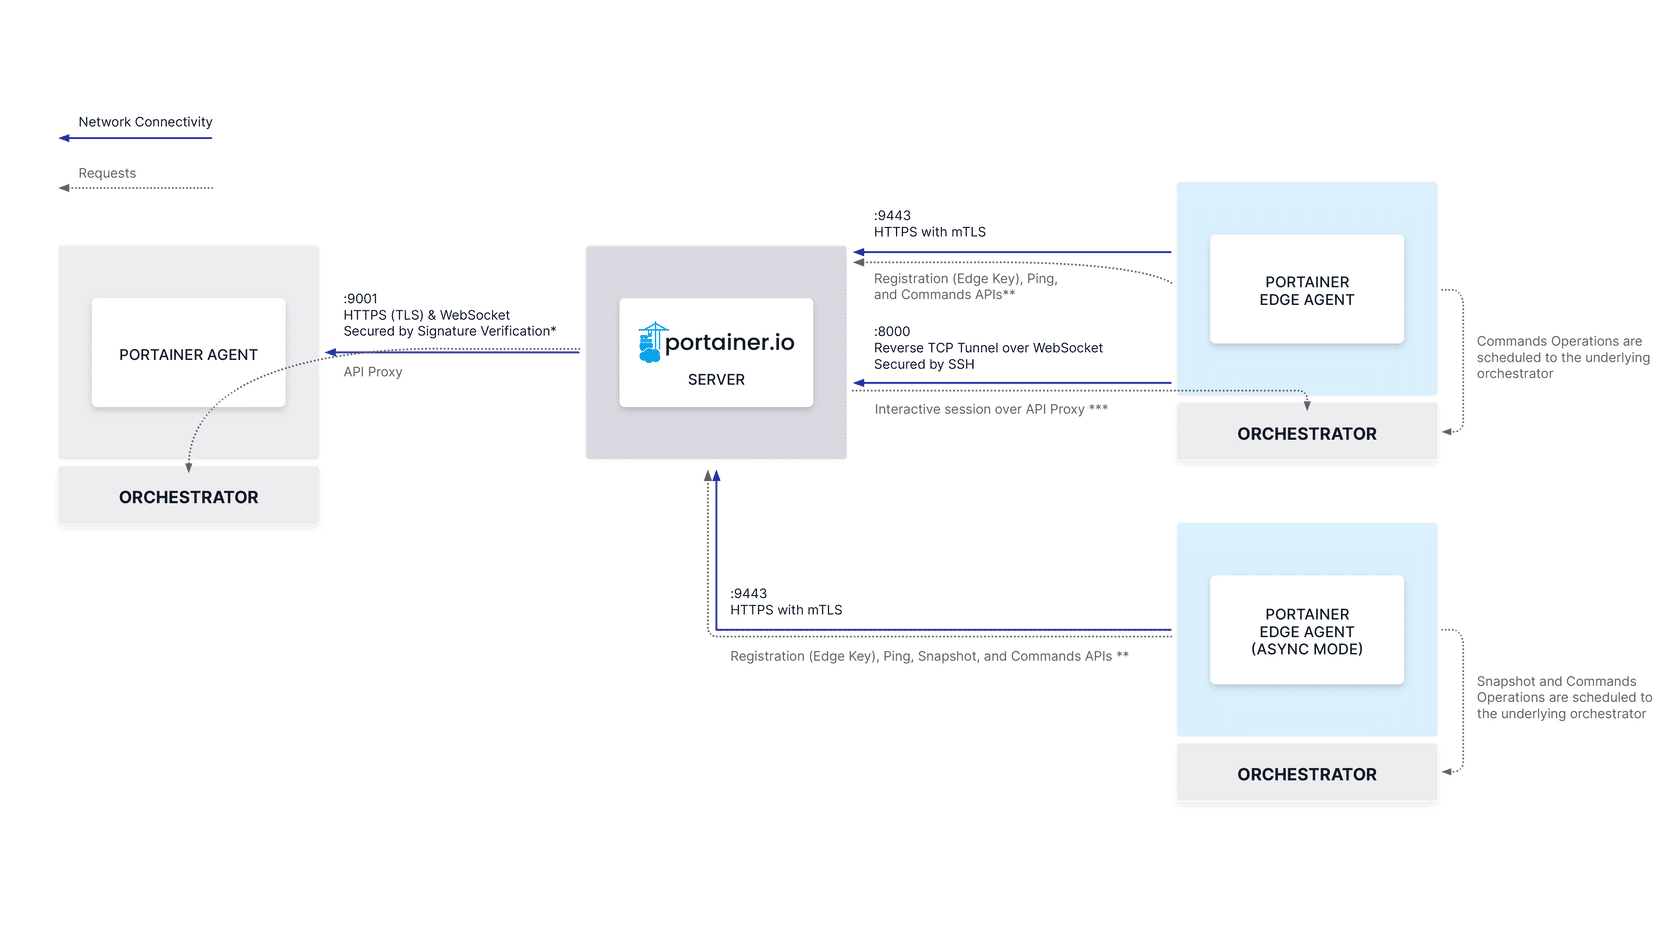 Network Connectivity
Requests
PORTAINER AGENT
ORCHESTRATOR
:9001
HTTPS (TLS) & WebSocket
Secured by Signature Verification*
API Proxy
portainer.io
SERVER
:9443
HTTPS with mTLS
Registration (Edge Key), Ping,
and Commands APIs**
:8000
Reverse TCP Tunnel over WebSocket
Secured by SSH
Interactive session over API Proxy ***
PORTAINER
EDGE AGENT
ORCHESTRATOR
Commands Operations are
scheduled to the underlying
orchestrator
:9443
HTTPS with mTLS
Registration (Edge Key), Ping, Snapshot, and Commands APIs **
PORTAINER
EDGE AGENT
(ASYNC MODE)
ORCHESTRATOR
Snapshot and Commands
Operations are scheduled to
the underlying orchestrator